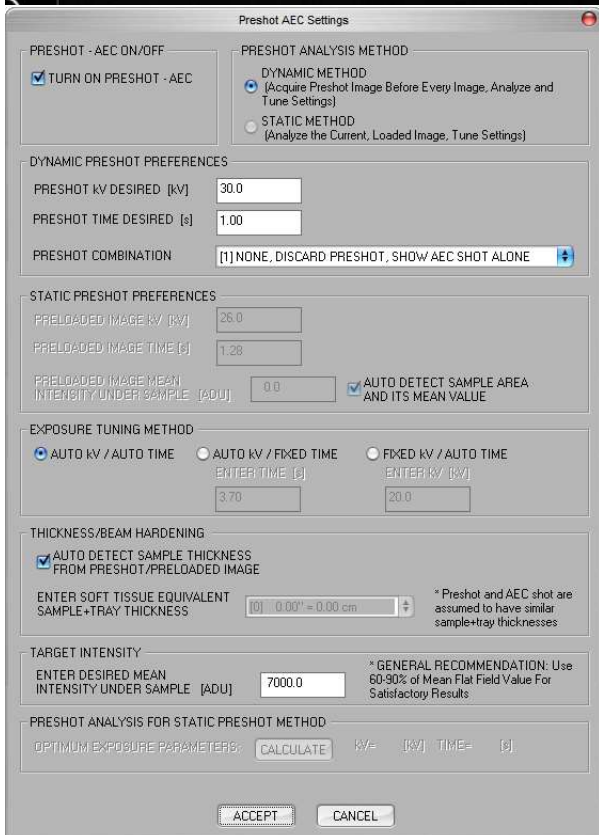 Preshot AEC Settings
PRESHOT - AEC ON/OFF
TURN ON PRESHOT - AEC
PRESHOT ANALYSIS METHOD
DYNAMIC METHOD
(Acquire Preshot Image Before Every Image, Analyze and
Tune Settings)
STATIC METHOD
(Analyze the Current, Loaded Image, Tune Settings)
DYNAMIC PRESHOT PREFERENCES
PRESHOT kV DESIRED [kV] 30.0
PRESHOT TIME DESIRED [s] 1.00
PRESHOT COMBINATION [1] NONE, DISCARD PRESHOT, SHOW AEC SHOT ALONE
STATIC PRESHOT PREFERENCES
PRELOADED IMAGE kV [kV] 26.0
PRELOADED IMAGE TIME [s] 1.28
PRELOADED IMAGE MEAN
INTENSITY UNDER SAMPLE [ADU] 0.0
AUTO DETECT SAMPLE AREA
AND ITS MEAN VALUE
EXPOSURE TUNING METHOD
AUTO kV / AUTO TIME AUTO kV / FIXED TIME FIXED kV / AUTO TIME
ENTER TIME [s] ENTER kV [kV]
3.70 20.0
THICKNESS/BEAM HARDENING
AUTO DETECT SAMPLE THICKNESS
FROM PRESHOT/PRELOADED IMAGE
ENTER SOFT TISSUE EQUIVALENT
SAMPLE+TRAY THICKNESS
[0] 0.00" = 0.00 cm
* Preshot and AEC shot are
assumed to have similar
sample+tray thicknesses
TARGET INTENSITY
ENTER DESIRED MEAN
INTENSITY UNDER SAMPLE [ADU]
7000.0
* GENERAL RECOMMENDATION: Use
60-90% of Mean Flat Field Value For
Satisfactory Results
PRESHOT ANALYSIS FOR STATIC PRESHOT METHOD
OPTIMUM EXPOSURE PARAMETERS: CALCULATE kV= [kV] TIME= [s]
ACCEPT CANCEL